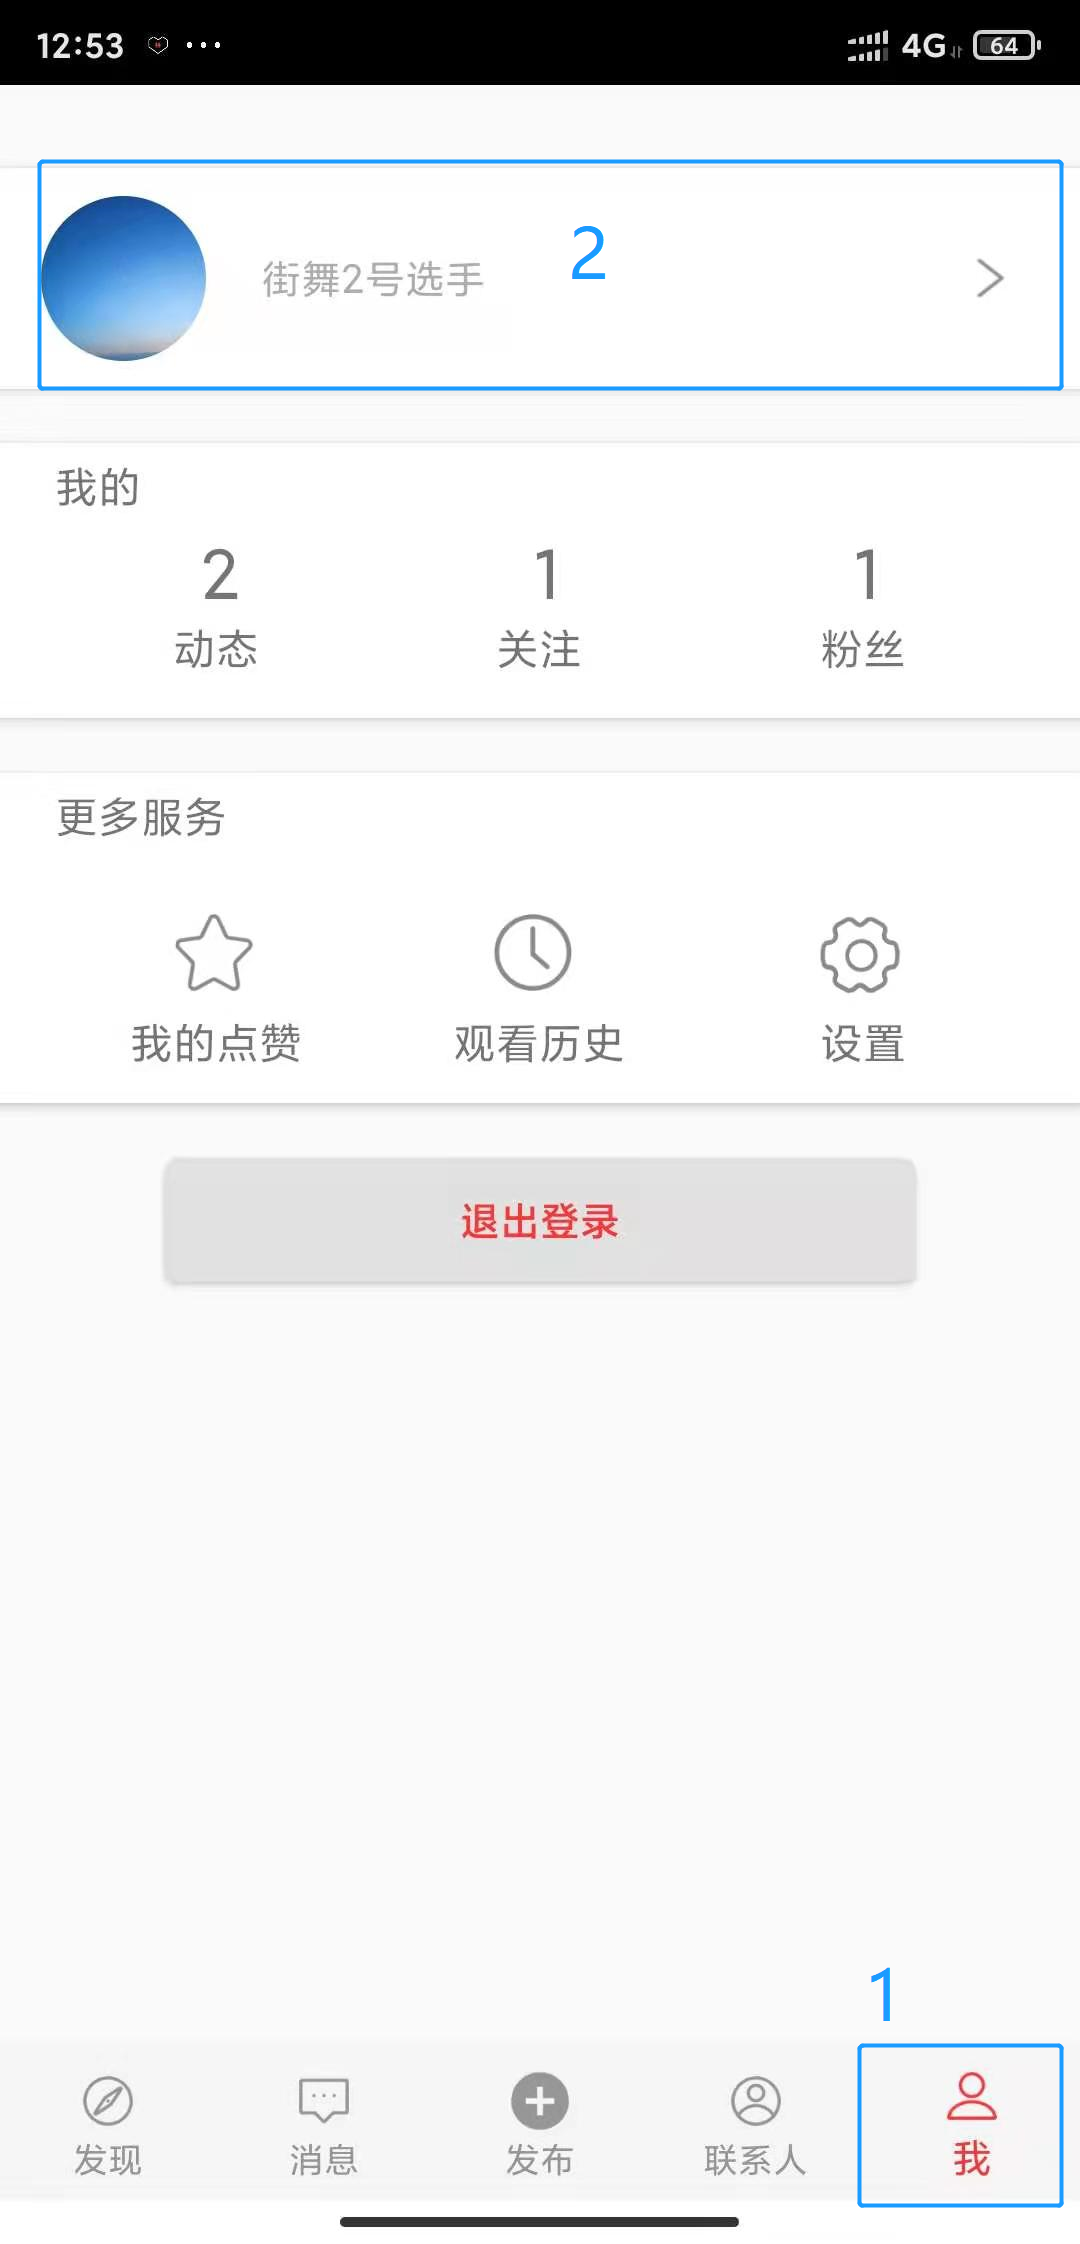 12:53 ... 4G 64
街舞2号选手 2
我的
2 1 1
动态 关注 粉丝
更多服务
我的点赞 观看历史 设置
退出登录
1
发现 消息 发布 联系人 我